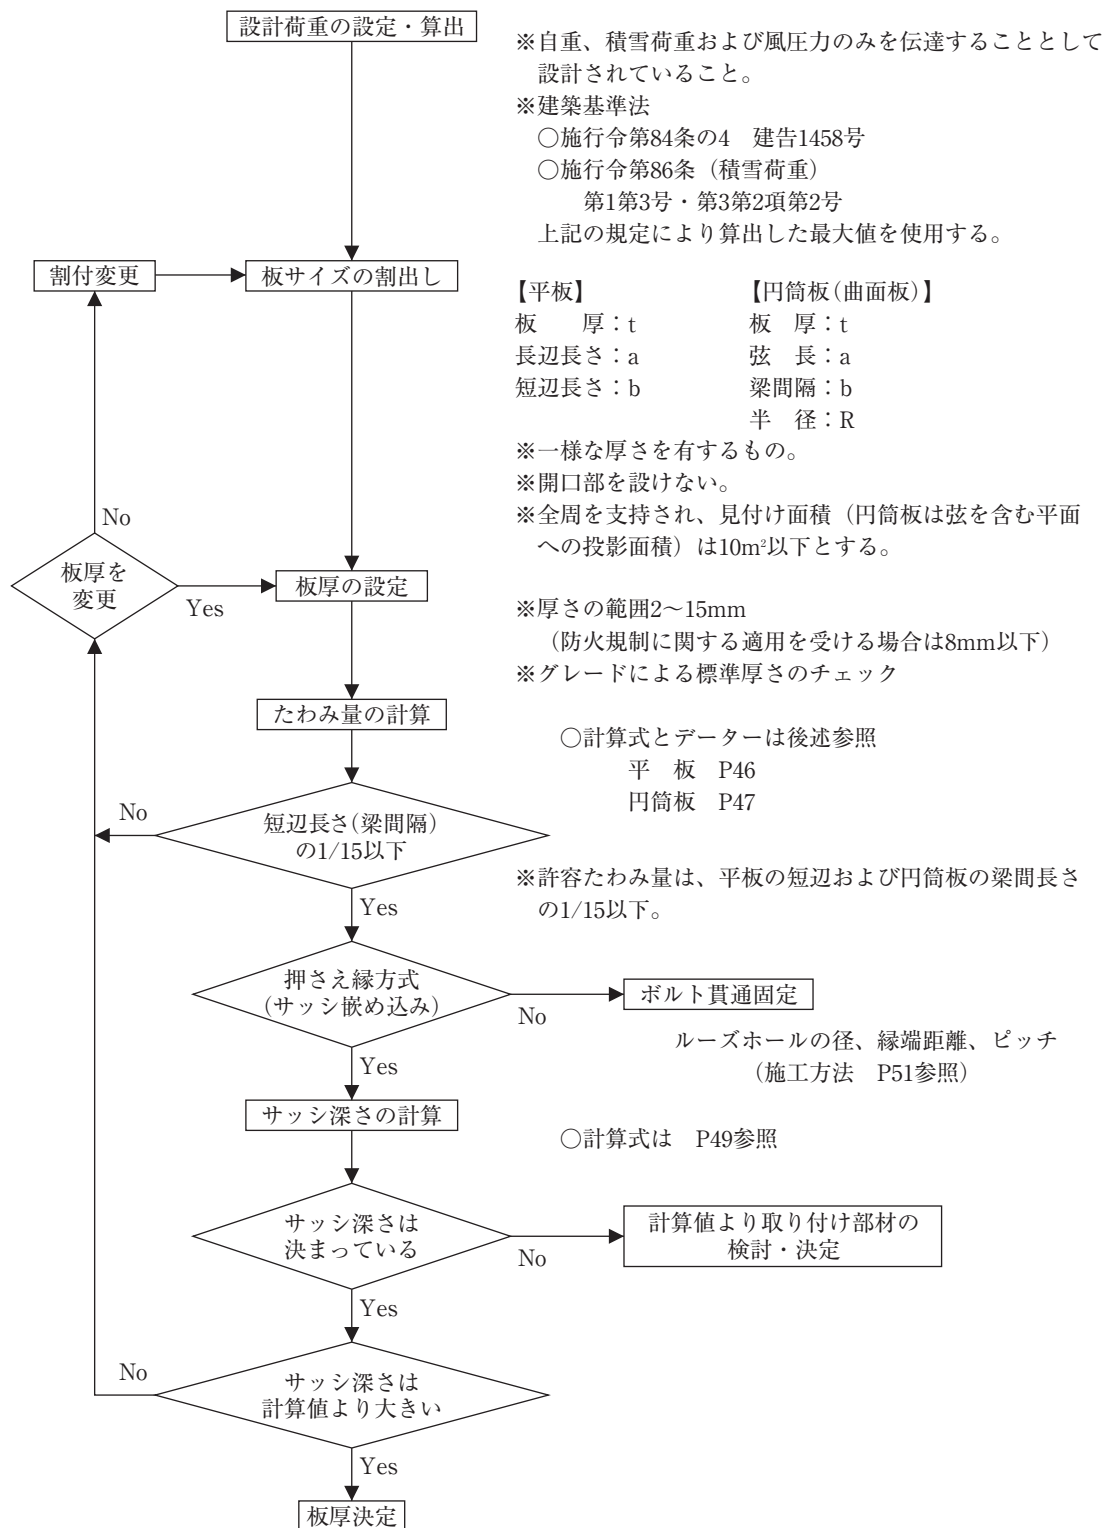 設計荷重の設定・算出
※自重、積雪荷重および風圧力のみを伝達することとして
設計されていること。
※建築基準法
○施行令第84条の4　建告1458号
○施行令第86条（積雪荷重）
第1第3号・第3第2項第2号
上記の規定により算出した最大値を使用する。
割付変更
板サイズの割出し
【平板】
板　　厚：t
長辺長さ：a
短辺長さ：b
【円筒板（曲面板）】
板　厚：t
弦　長：a
梁間隔：b
半　径：R
※一様な厚さを有するもの。
※開口部を設けない。
※全周を支持され、見付け面積（円筒板は弦を含む平面
への投影面積）は10m²以下とする。
No
板厚を
変更
Yes
板厚の設定
※厚さの範囲2～15mm
（防火規制に関する適用を受ける場合は8mm以下）
※グレードによる標準厚さのチェック
たわみ量の計算
○計算式とデーターは後述参照
平　板　P46
円筒板　P47
No
短辺長さ（梁間隔）
の1/15以下
Yes
※許容たわみ量は、平板の短辺および円筒板の梁間長さ
の1/15以下。
押さえ縁方式
（サッシ嵌め込み）
No
ボルト貫通固定
ルーズホールの径、縁端距離、ピッチ
（施工方法　P51参照）
Yes
サッシ深さの計算
○計算式は　P49参照
サッシ深さは
決まっている
No
計算値より取り付け部材の
検討・決定
Yes
No
サッシ深さは
計算値より大きい
Yes
板厚決定